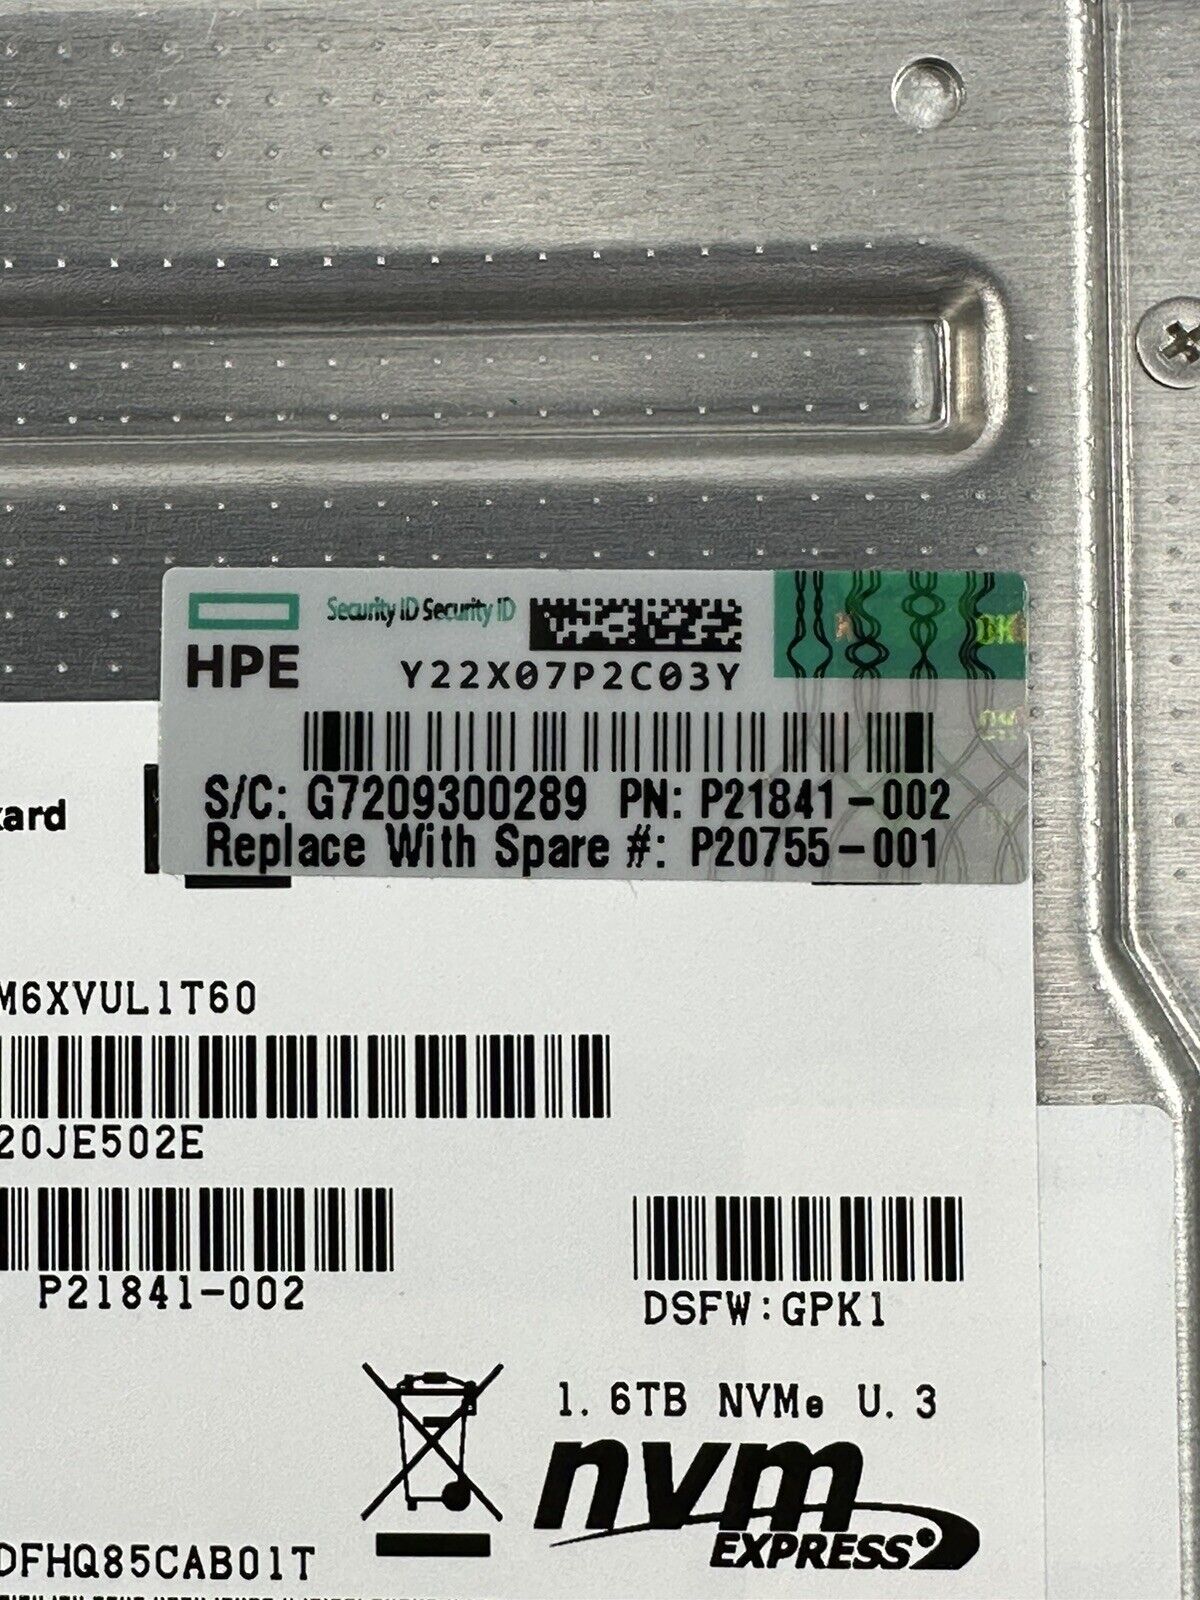 Security ID Security ID
HPE
Y22X07P2C03Y
S/C: G7209300289 PN: P21841-002
Replace With Spare #: P20755-001
M6XVUL1T60
20JE502E
P21841-002
DSFW:GPK1
1.6TB NVMe U.3
nvm
EXPRESS
DFHQ85CAB01T